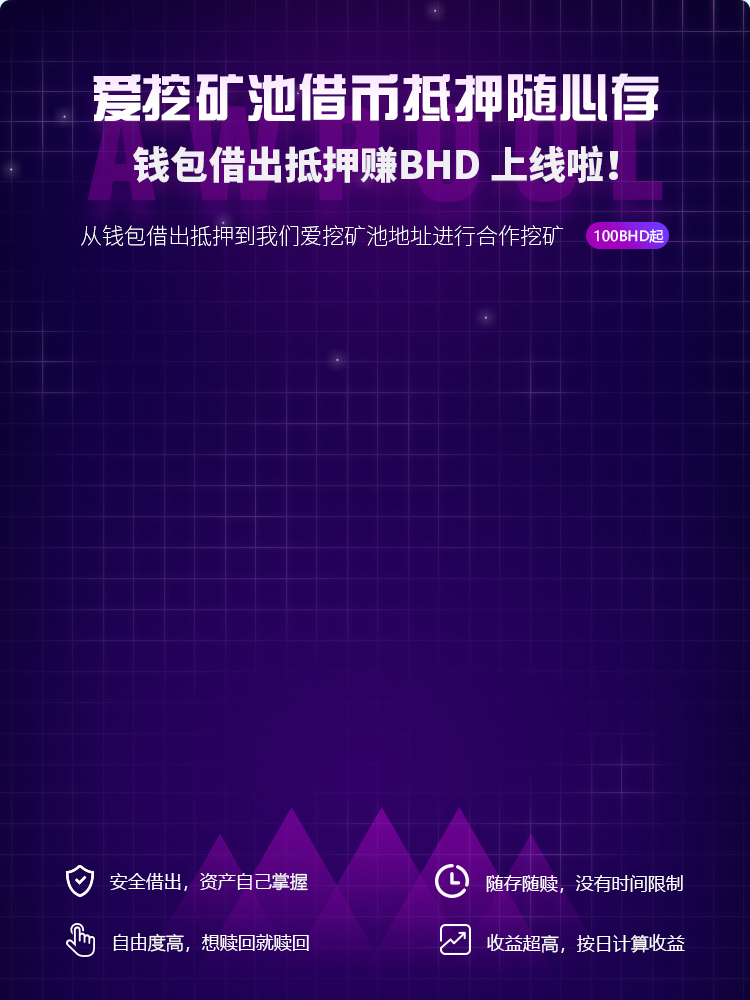 爱挖矿池借币抵押随心存
AWPOOL
钱包借出抵押赚BHD 上线啦!
从钱包借出抵押到我们爱挖矿池地址进行合作挖矿 100BHD起
安全借出，资产自己掌握
随存随赎，没有时间限制
自由度高，想赎回就赎回
收益超高，按日计算收益